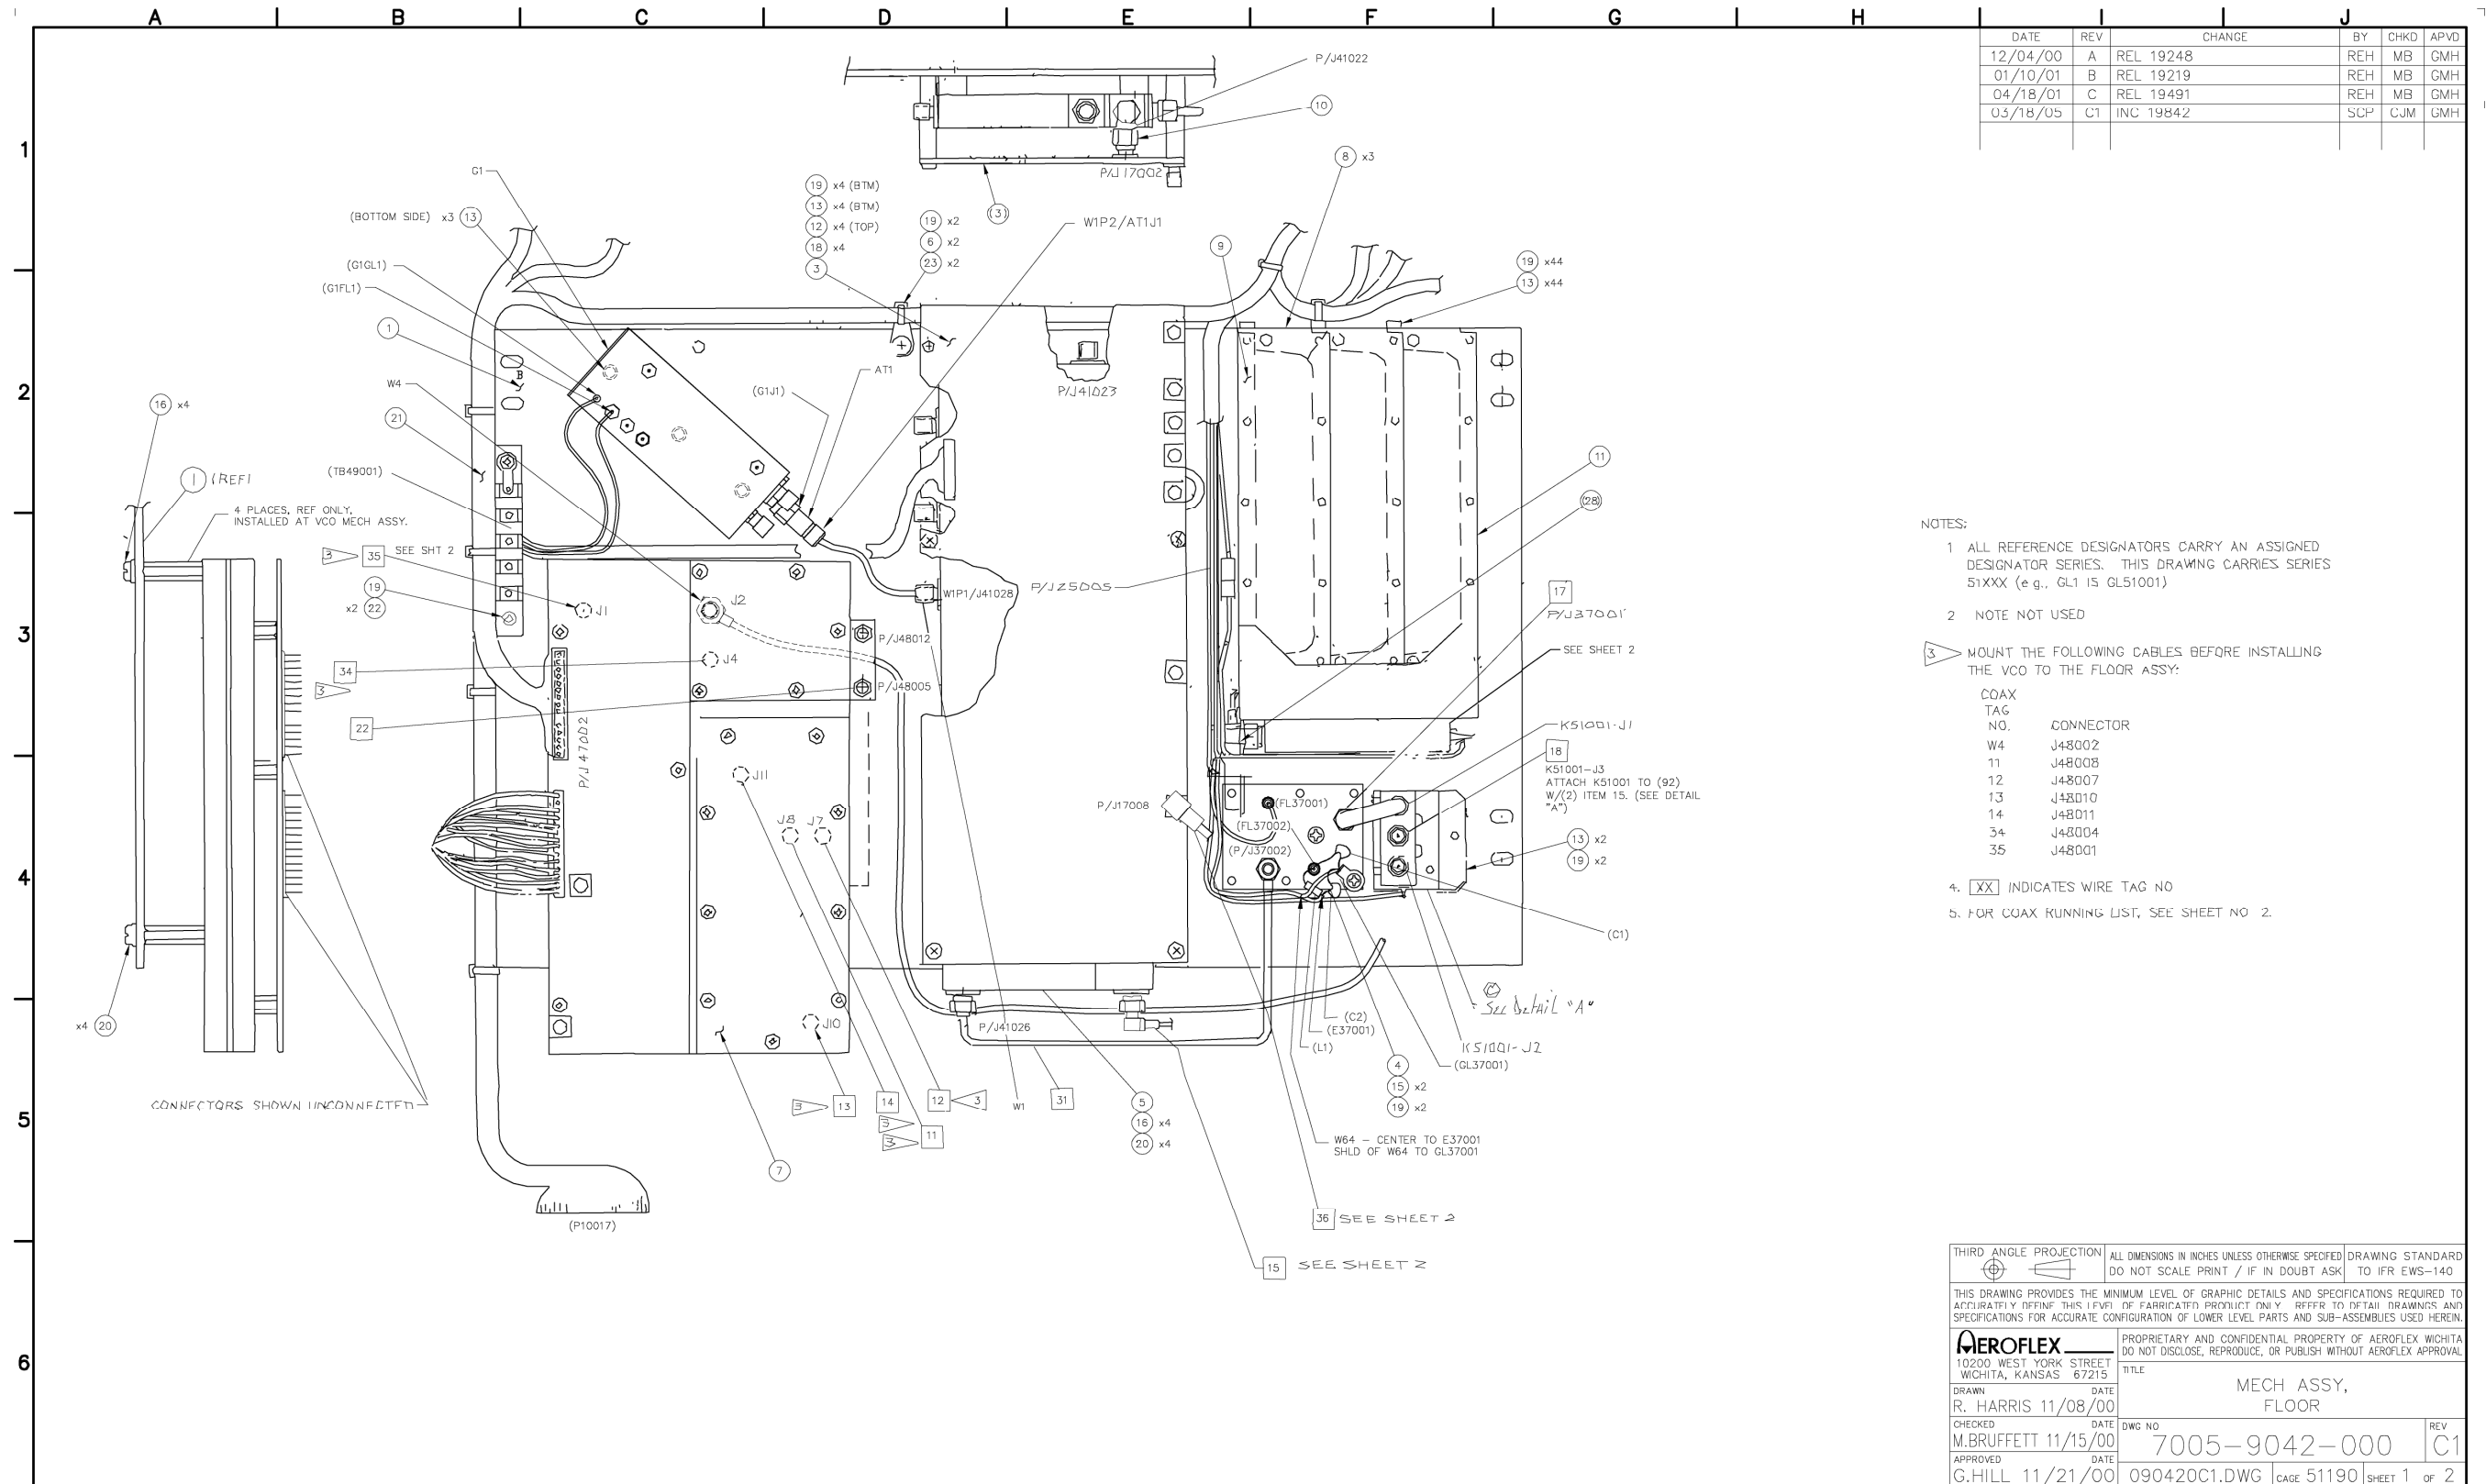 A B C D E F G H I J
1
2
3
4
5
6
DATE REV CHANGE BY CHKD APVD
12/04/00 A REL 19248 REH MB GMH
01/10/01 B REL 19219 REH MB GMH
04/18/01 C REL 19491 REH MB GMH
03/18/05 C1 INC 19842 SCP CJM GMH
P/J41022
10
P/J17002
(3)
8 x3
G1
(BOTTOM SIDE) x3 13
(G1GL1)
(G1FL1)
1
W4
21
(TB49001)
19 x4 (BTM)
13 x4 (BTM)
12 x4 (TOP)
18 x4
3
19 x2
6 x2
23 x2
W1P2/AT1J1
9
19 x44
13 x44
AT1
(G1J1)
P/J41023
B
16 x4
1 (REF)
4 PLACES, REF ONLY,
INSTALLED AT VCO MECH ASSY.
3 35 SEE SHT 2
19
x2 22
34
3
22
J1
J2
J4
P/J48012
P/J48005
P/J47002
J11
J8 J7
J10
W1P1/J41028
P/J25005
11
(28)
17
P/J37001
SEE SHEET 2
K51001-J1
18
K51001-J3
ATTACH K51001 TO (92)
W/(2) ITEM 15. (SEE DETAIL
"A")
13 x2
19 x2
P/J17008
(FL37001)
(FL37002)
(P/J37002)
(C1)
C
See Detail "A"
K51001-J2
(GL37001)
(C2)
(E37001)
(L1)
P/J41026
x4 20
CONNECTORS SHOWN UNCONNECTED
3 13
14
3
3 11
12 3
W1
31
5
16 x4
20 x4
4
15 x2
19 x2
7
W64 - CENTER TO E37001
SHLD OF W64 TO GL37001
36 SEE SHEET 2
15 SEE SHEET 2
(P10017)
NOTES:
1 ALL REFERENCE DESIGNATORS CARRY AN ASSIGNED
DESIGNATOR SERIES. THIS DRAWING CARRIES SERIES
51XXX (e g., GL1 IS GL51001)
2 NOTE NOT USED
3 MOUNT THE FOLLOWING CABLES BEFORE INSTALLING
THE VCO TO THE FLOOR ASSY:
COAX
TAG
NO. CONNECTOR
W4 J48002
11 J48008
12 J48007
13 J48010
14 J48011
34 J48004
35 J48001
4. XX INDICATES WIRE TAG NO
5. FOR COAX RUNNING LIST, SEE SHEET NO 2.
THIRD ANGLE PROJECTION
ALL DIMENSIONS IN INCHES UNLESS OTHERWISE SPECIFIED
DO NOT SCALE PRINT / IF IN DOUBT ASK
DRAWING STANDARD
TO IFR EWS-140
THIS DRAWING PROVIDES THE MINIMUM LEVEL OF GRAPHIC DETAILS AND SPECIFICATIONS REQUIRED TO
ACCURATELY DEFINE THIS LEVEL OF FABRICATED PRODUCT ONLY REFER TO DETAIL DRAWINGS AND
SPECIFICATIONS FOR ACCURATE CONFIGURATION OF LOWER LEVEL PARTS AND SUB-ASSEMBLIES USED HEREIN.
AEROFLEX
10200 WEST YORK STREET
WICHITA, KANSAS 67215
PROPRIETARY AND CONFIDENTIAL PROPERTY OF AEROFLEX WICHITA
DO NOT DISCLOSE, REPRODUCE, OR PUBLISH WITHOUT AEROFLEX APPROVAL
TITLE
MECH ASSY,
FLOOR
DRAWN DATE
R. HARRIS 11/08/00
CHECKED DATE
M.BRUFFETT 11/15/00
APPROVED DATE
G.HILL 11/21/00
DWG NO
7005-9042-000
REV
C1
090420C1.DWG CAGE 51190 SHEET 1 OF 2